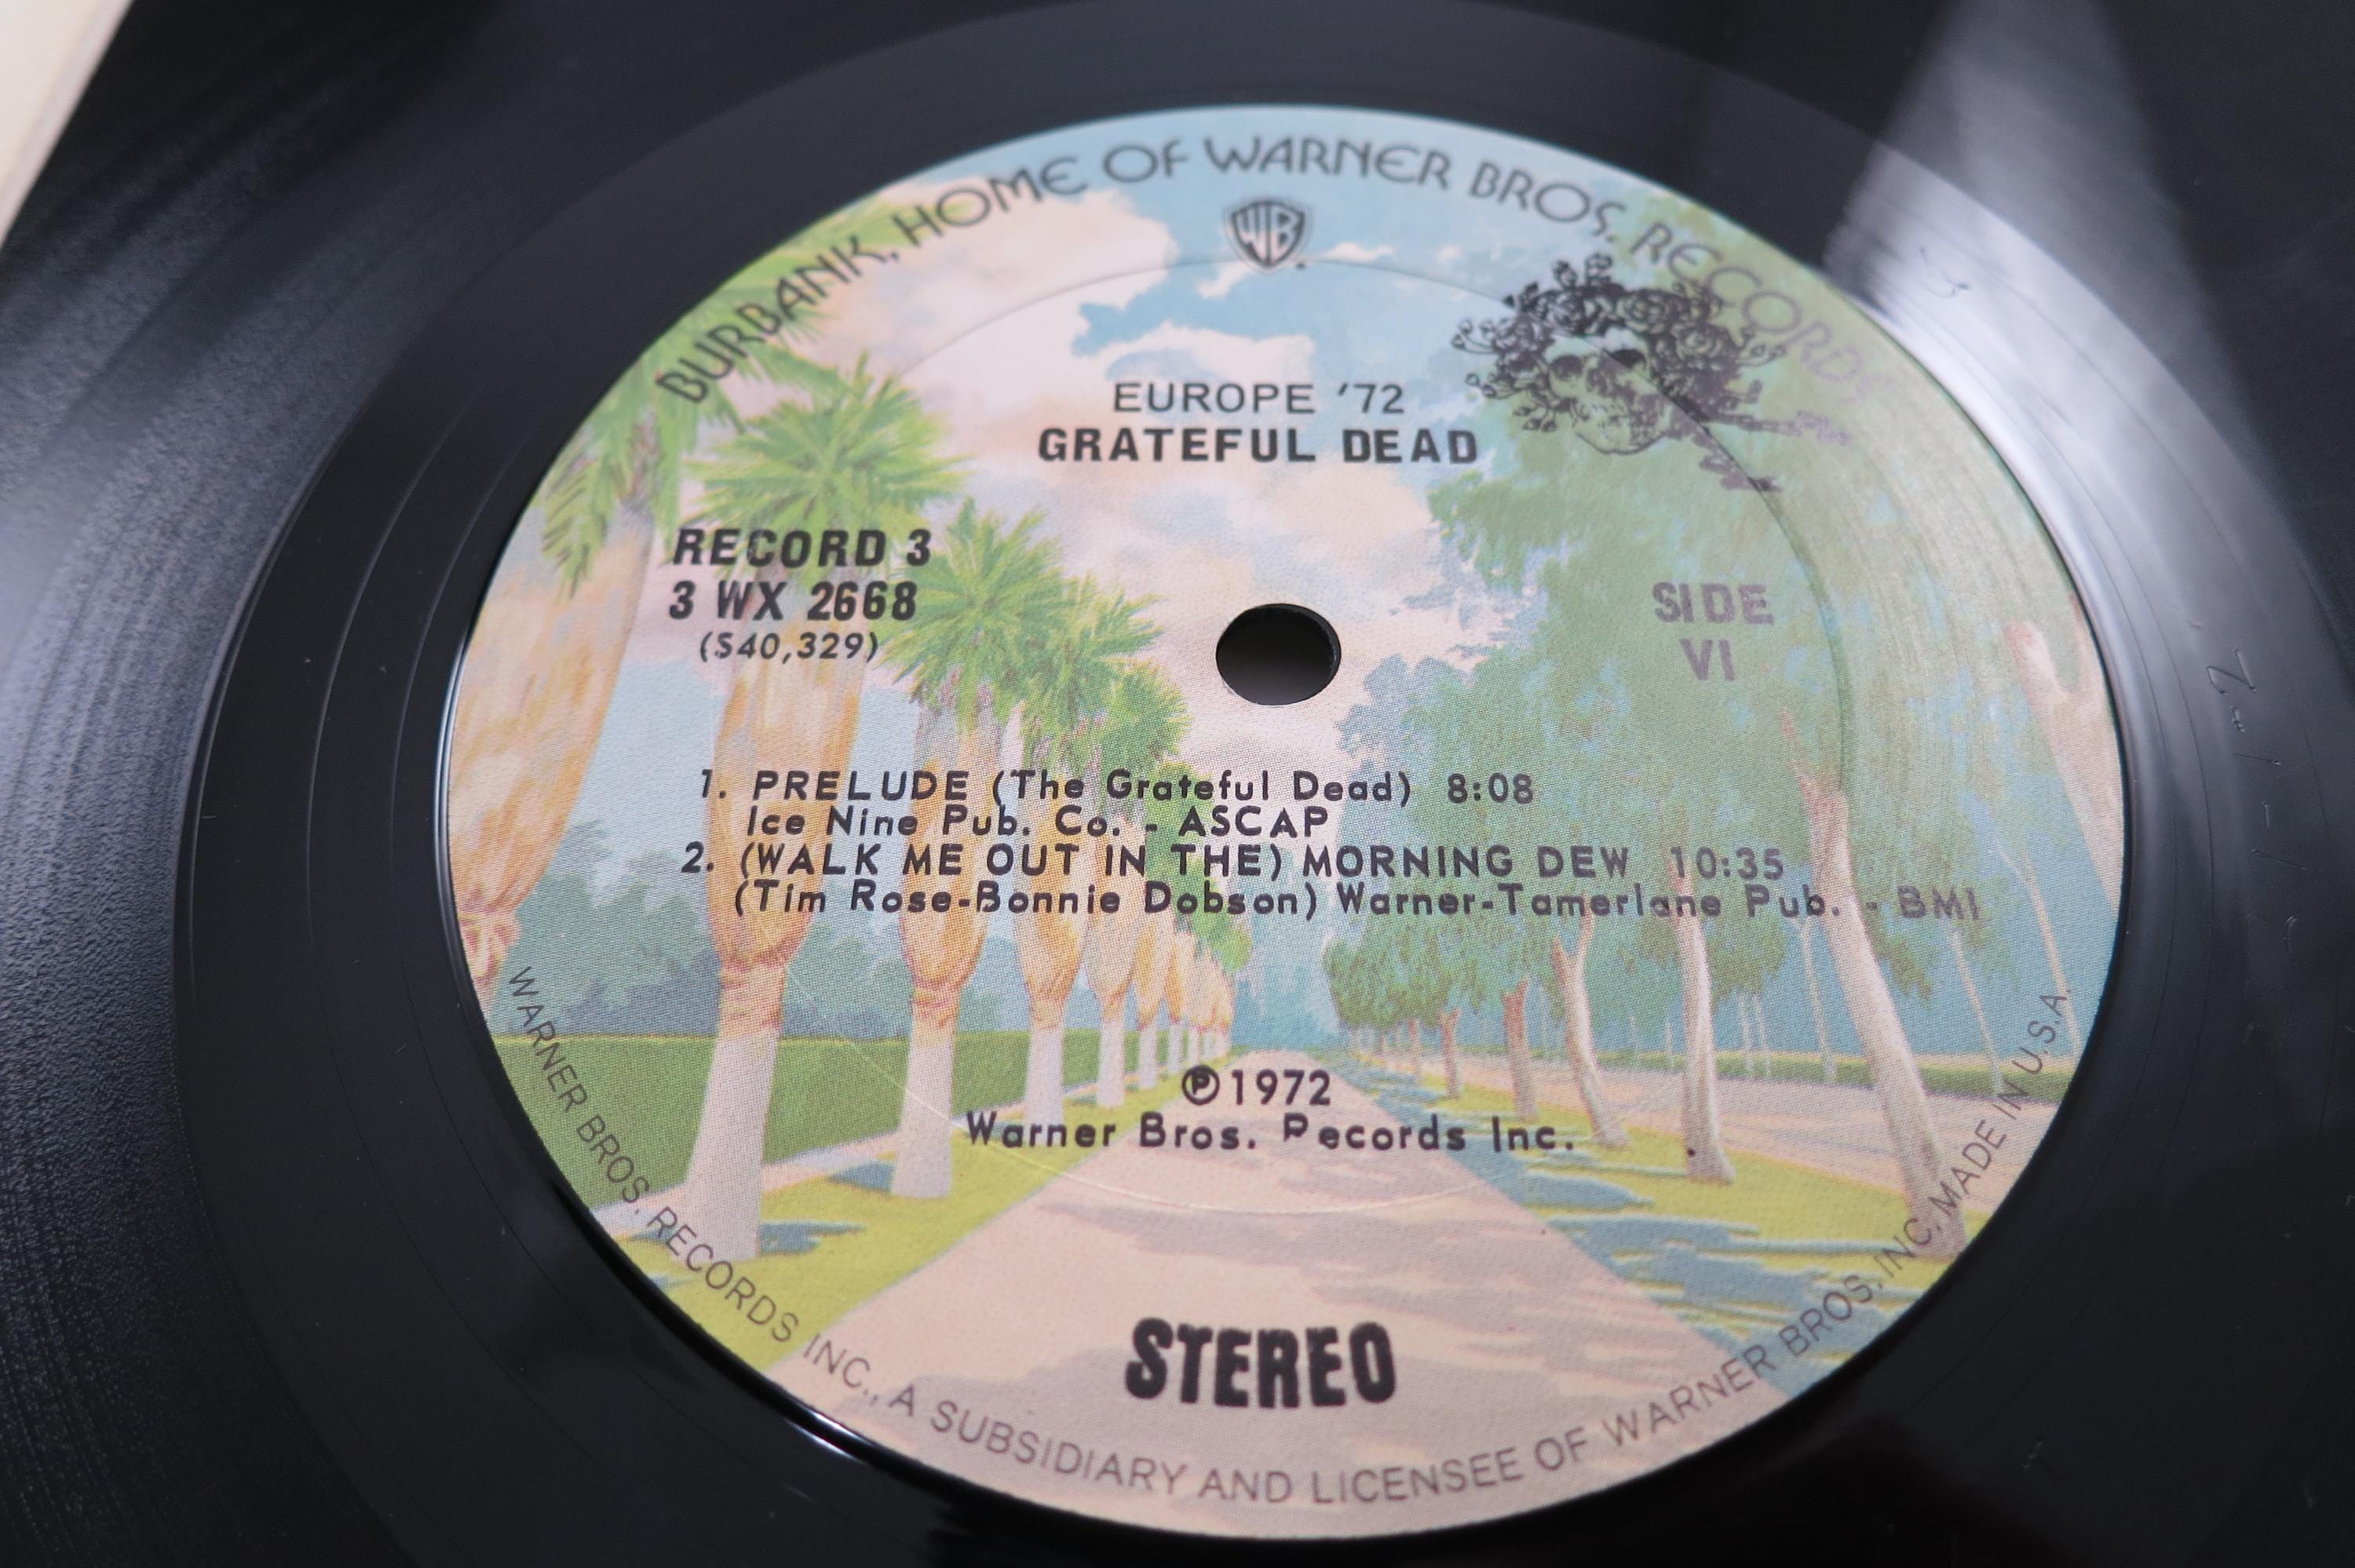 BURBANK, HOME OF WARNER BROS. RECORDS
WB
EUROPE '72
GRATEFUL DEAD
RECORD 3
3 WX 2668
(S40,329)
SIDE
VI
1. PRELUDE (The Grateful Dead) 8:08
Ice Nine Pub. Co. - ASCAP
2. (WALK ME OUT IN THE) MORNING DEW 10:35
(Tim Rose-Bonnie Dobson) Warner-Tamerlane Pub. - BMI
℗1972
Warner Bros. Records Inc.
STEREO
WARNER BROS. RECORDS INC., A SUBSIDIARY AND LICENSEE OF WARNER BROS. INC. MADE IN U.S.A.